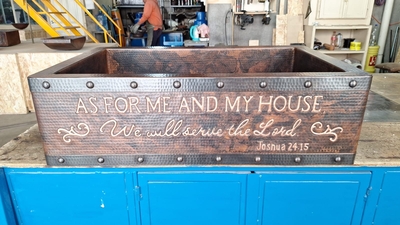 AS FOR ME AND MY HOUSE
We will serve the Lord
Joshua 24:15